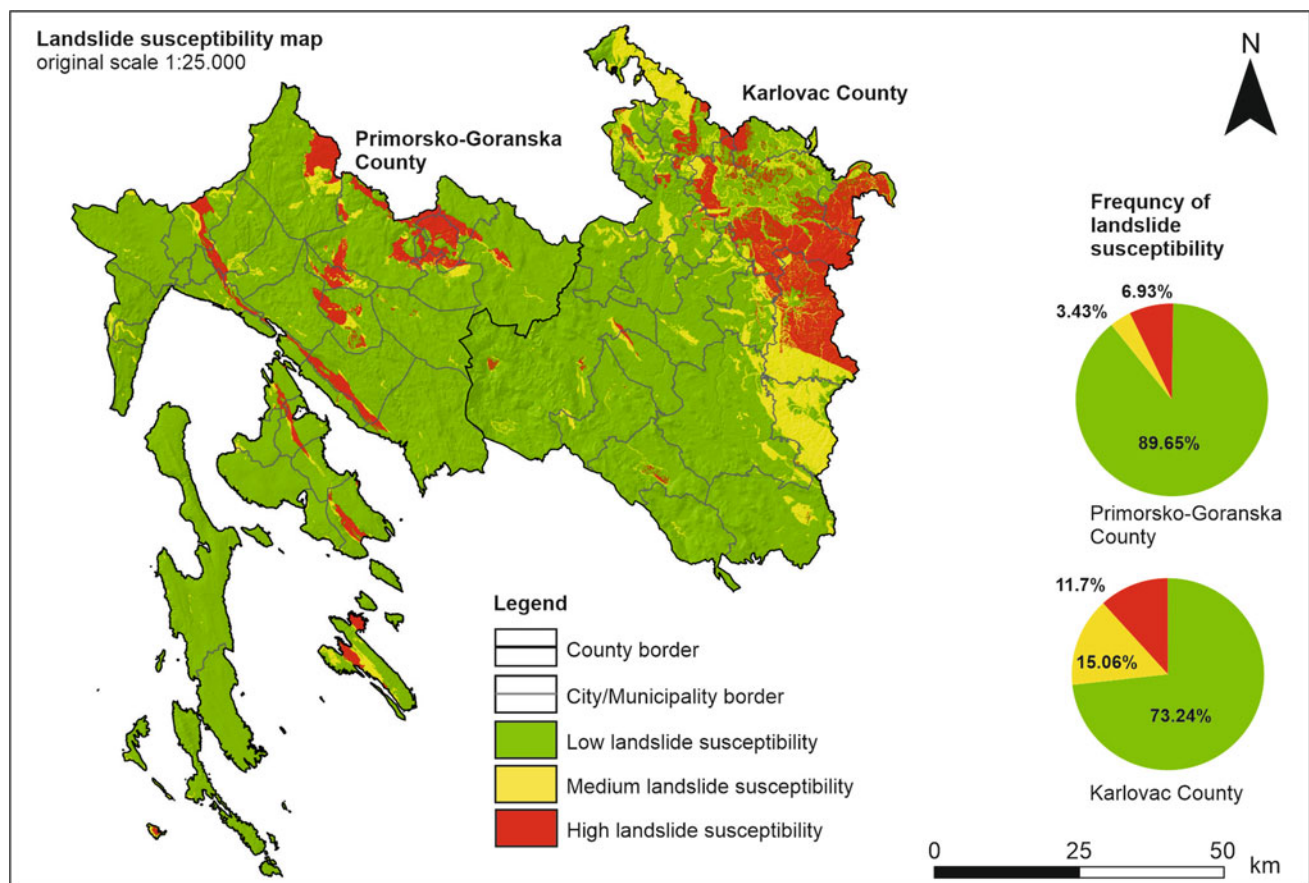 Landslide susceptibility map
original scale 1:25.000
Primorsko-Goranska
County
Karlovac County
N
Frequncy of
landslide
susceptibility
6.93%
3.43%
89.65%
Primorsko-Goranska
County
11.7%
15.06%
73.24%
Karlovac County
Legend
County border
City/Municipality border
Low landslide susceptibility
Medium landslide susceptibility
High landslide susceptibility
0 25 50 km